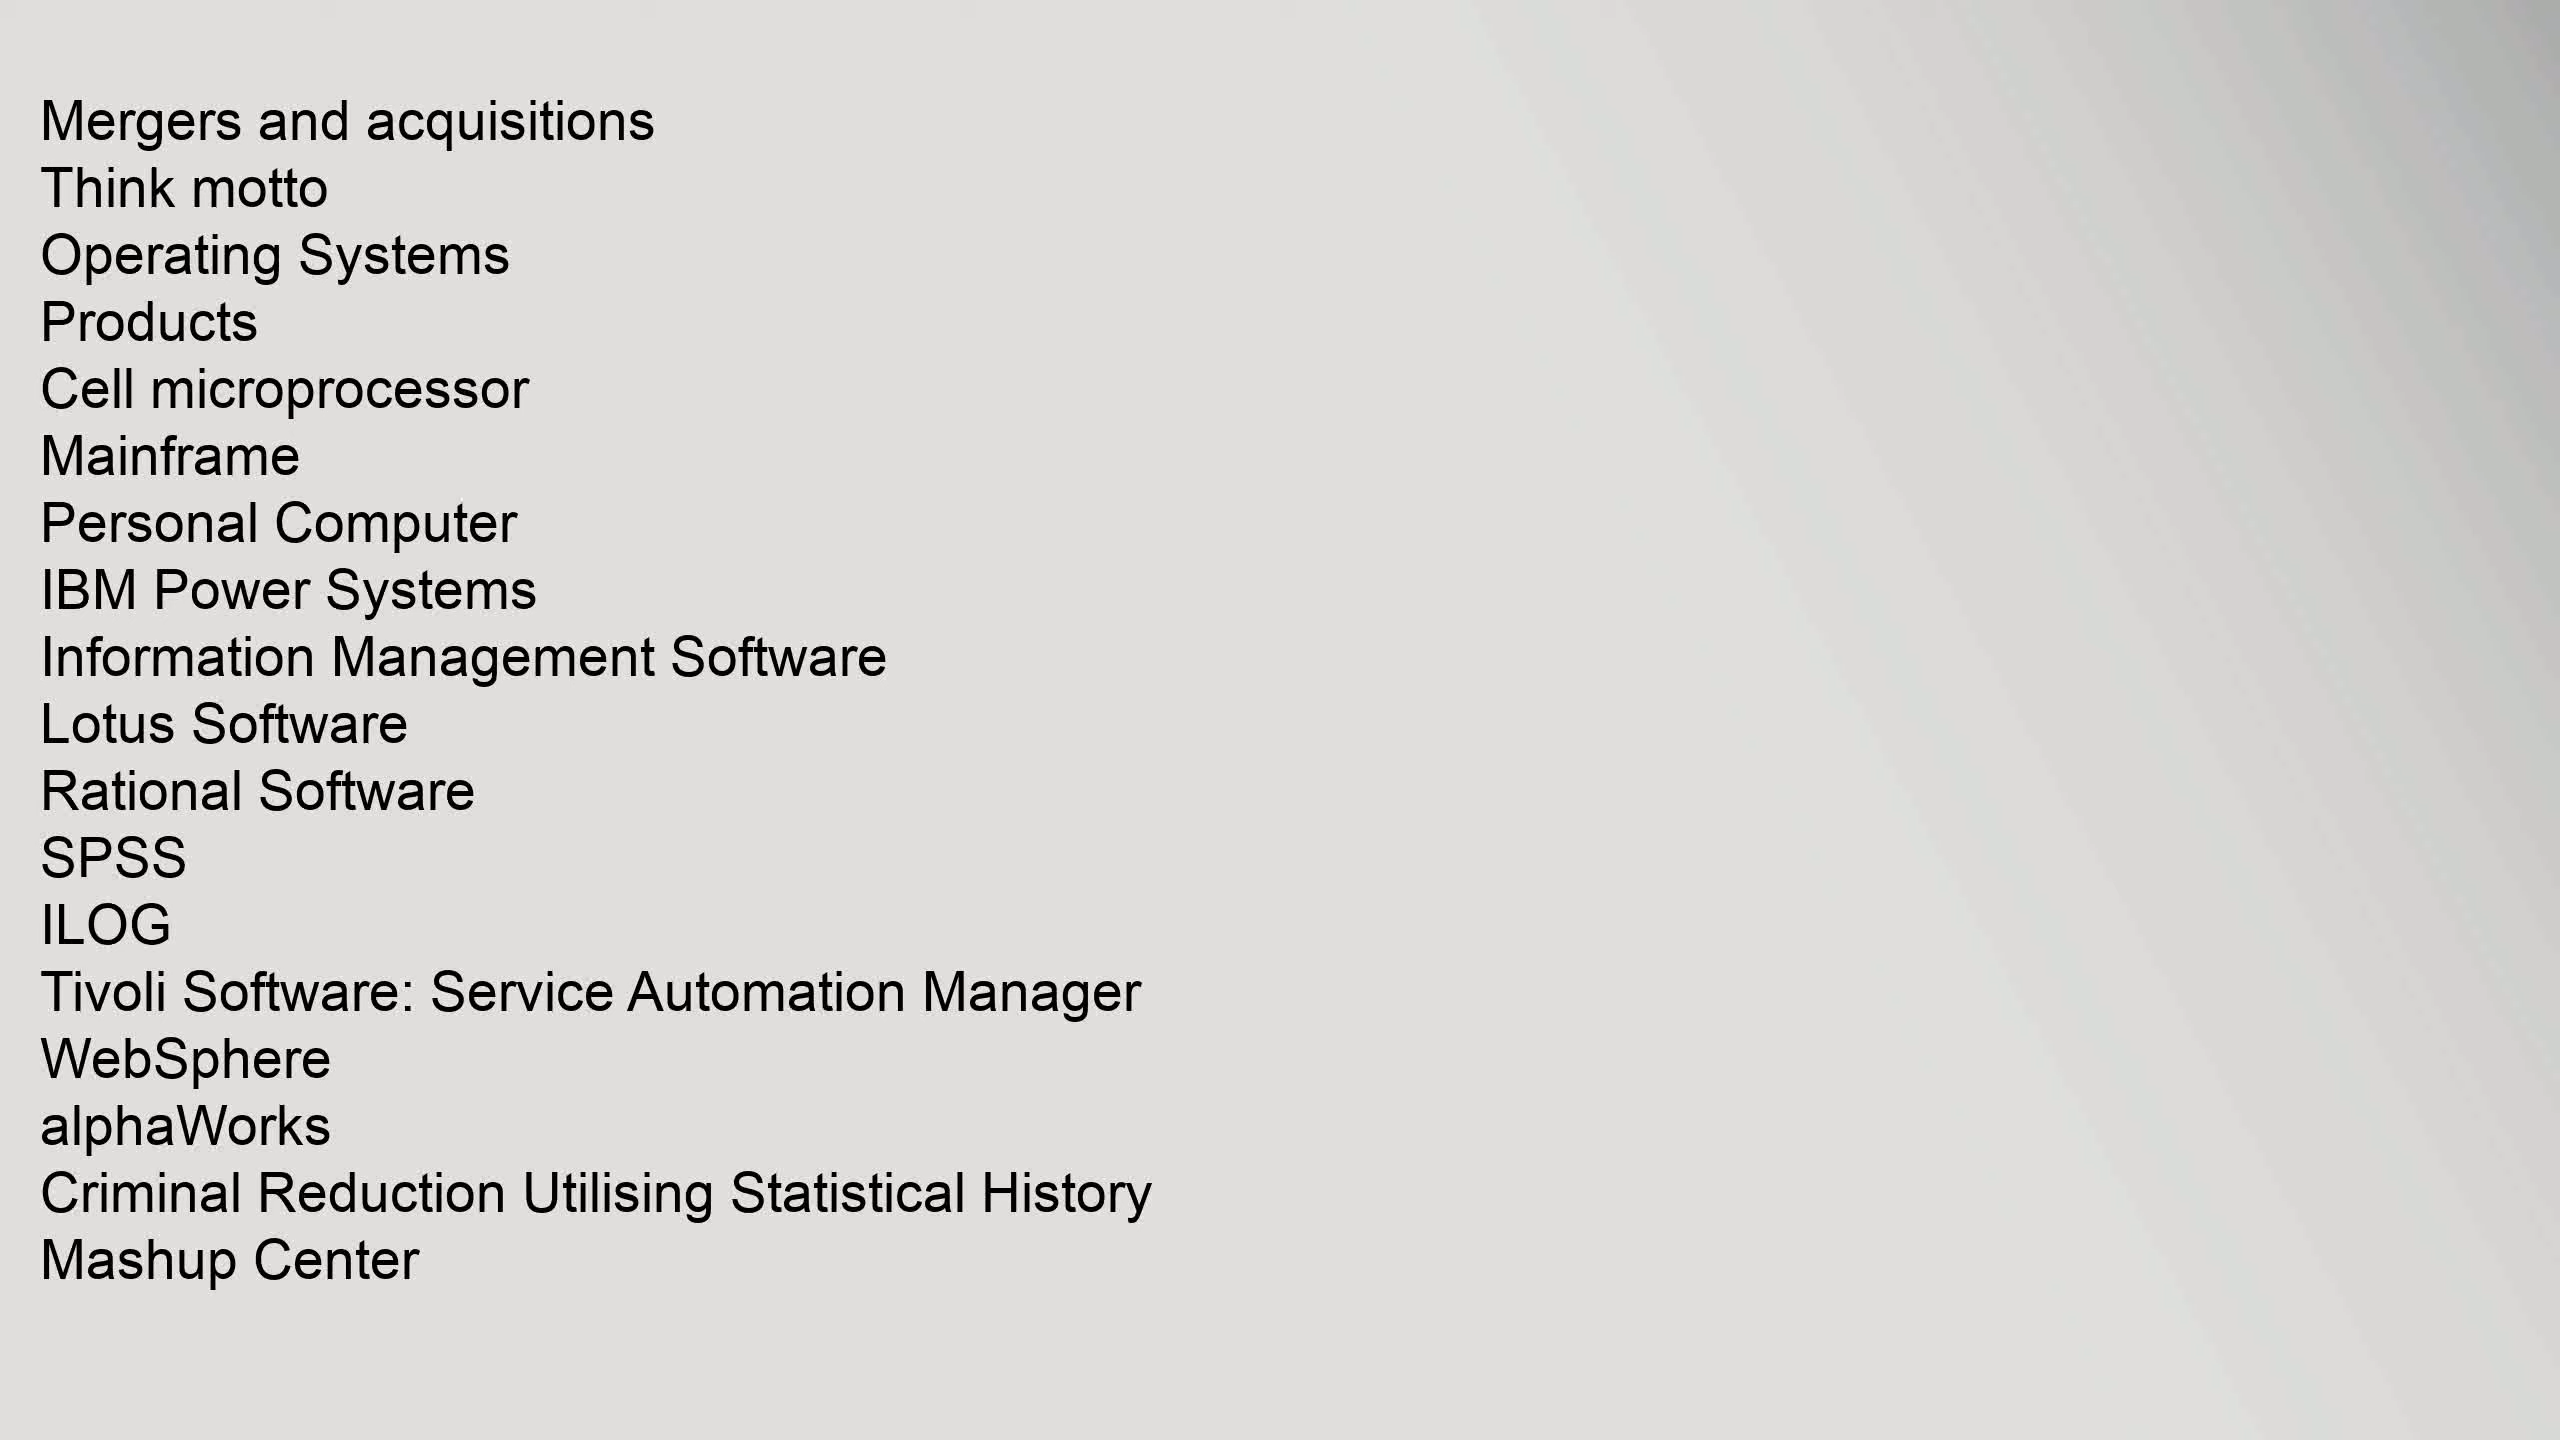 Mergers and acquisitions
Think motto
Operating Systems
Products
Cell microprocessor
Mainframe
Personal Computer
IBM Power Systems
Information Management Software
Lotus Software
Rational Software
SPSS
ILOG
Tivoli Software: Service Automation Manager
WebSphere
alphaWorks
Criminal Reduction Utilising Statistical History
Mashup Center